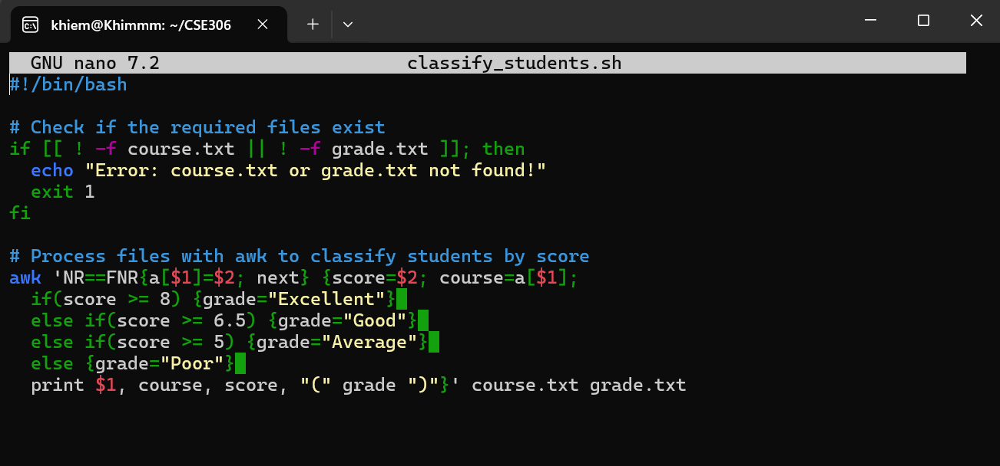 khiem@Khimmm: ~/CSE306
GNU nano 7.2 classify_students.sh
#!/bin/bash
# Check if the required files exist
if [[ ! -f course.txt || ! -f grade.txt ]]; then
echo "Error: course.txt or grade.txt not found!"
exit 1
fi
# Process files with awk to classify students by score
awk 'NR==FNR{a[$1]=$2; next} {score=$2; course=a[$1];
if(score >= 8) {grade="Excellent"}
else if(score >= 6.5) {grade="Good"}
else if(score >= 5) {grade="Average"}
else {grade="Poor"}
print $1, course, score, "(" grade ")"}' course.txt grade.txt